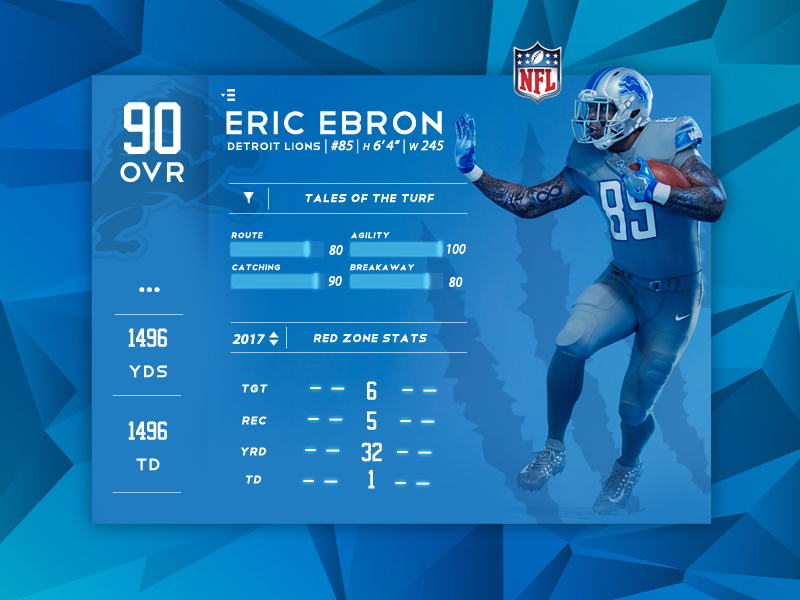 NFL
90
OVR
ERIC EBRON
DETROIT LIONS | #85 | H 6' 4" | W 245
TALES OF THE TURF
ROUTE 80
AGILITY 100
CATCHING 90
BREAKAWAY 80
...
1496
YDS
1496
TD
2017
RED ZONE STATS
TGT – – 6 – –
REC – – 5 – –
YRD – – 32 – –
TD – – 1 – –
85
85